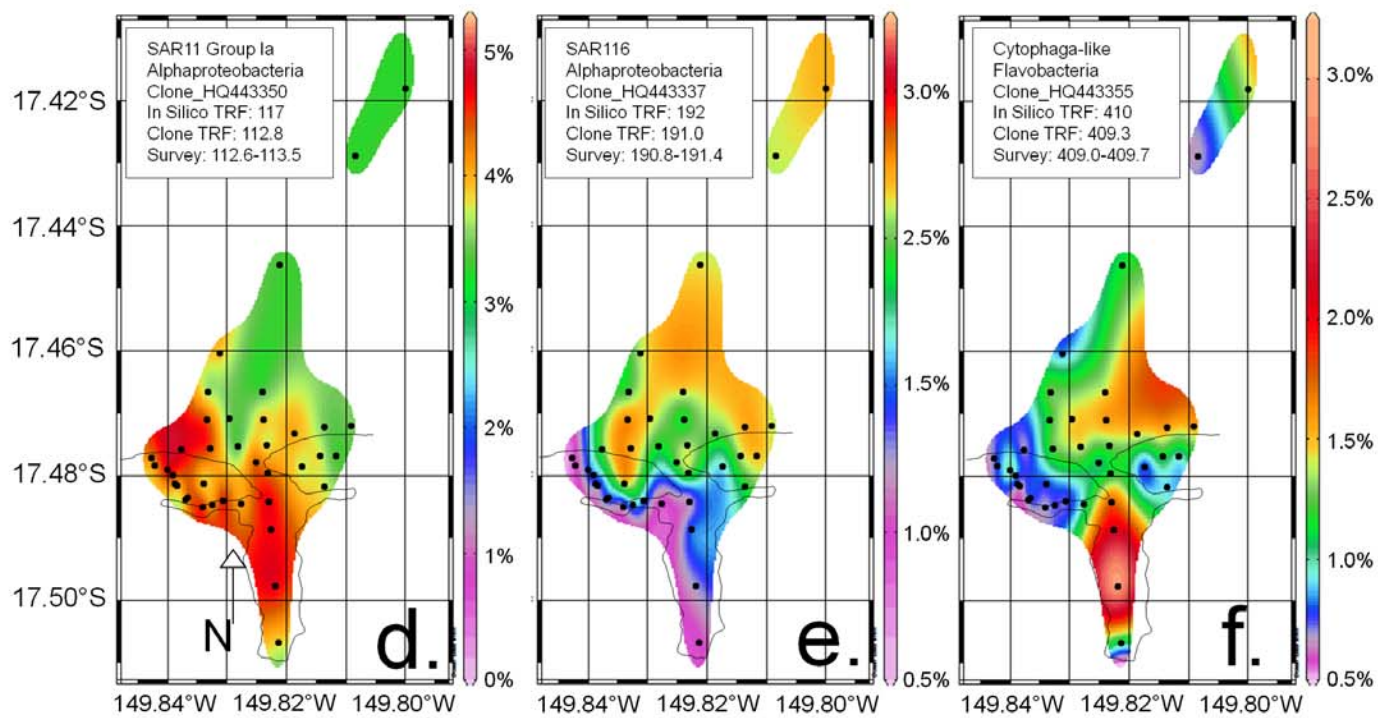 SAR11 Group Ia
Alphaproteobacteria
Clone_HQ443350
In Silico TRF: 117
Clone TRF: 112.8
Survey: 112.6-113.5
SAR116
Alphaproteobacteria
Clone_HQ443337
In Silico TRF: 192
Clone TRF: 191.0
Survey: 190.8-191.4
Cytophaga-like
Flavobacteria
Clone_HQ443355
In Silico TRF: 410
Clone TRF: 409.3
Survey: 409.0-409.7
17.42°S
17.44°S
17.46°S
17.48°S
17.50°S
5%
4%
3%
2%
1%
0%
3.0%
2.5%
1.5%
1.0%
0.5%
3.0%
2.5%
2.0%
1.5%
1.0%
0.5%
N
d.
e.
f.
149.84°W 149.82°W 149.80°W
149.84°W 149.82°W 149.80°W
149.84°W 149.82°W 149.80°W